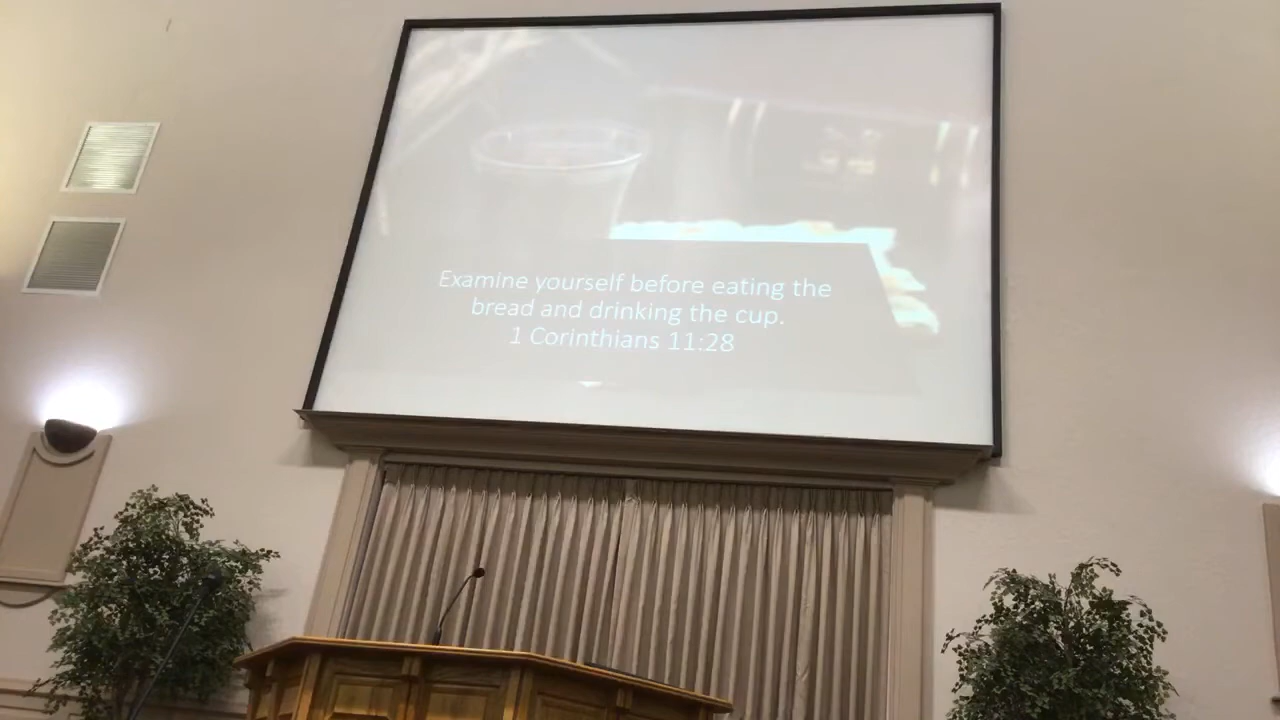 Examine yourself before eating the
bread and drinking the cup.
1 Corinthians 11:28